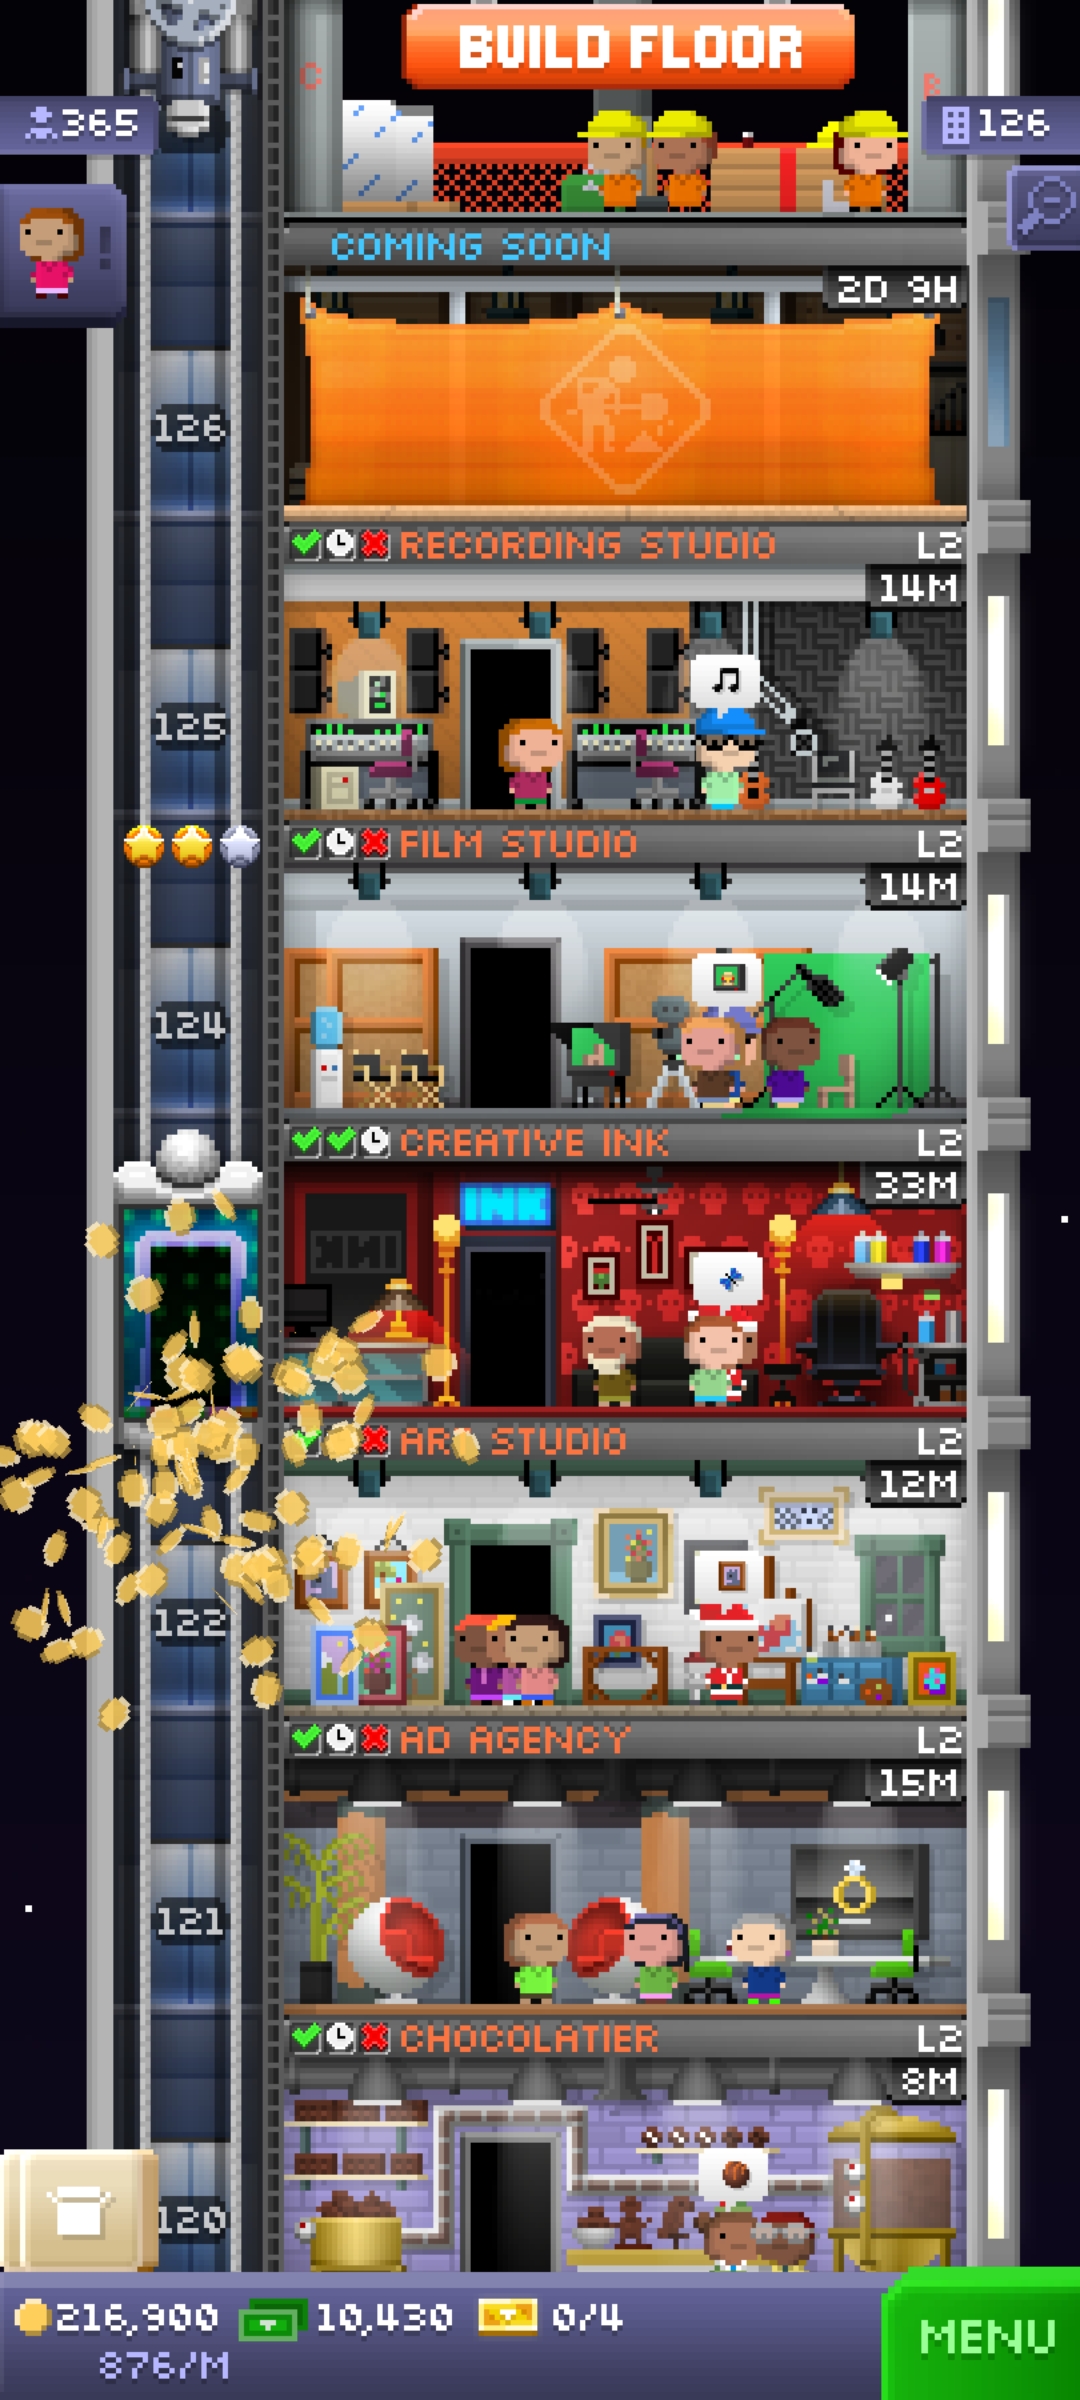 BUILD FLOOR
C
B
365
126
COMING SOON
2D 9H
126
RECORDING STUDIO
L2
14M
125
FILM STUDIO
L2
14M
124
CREATIVE INK
L2
33M
INK
ART STUDIO
L2
12M
122
AD AGENCY
L2
15M
121
CHOCOLATIER
L2
8M
120
216,900
10,430
0/4
876/M
MENU